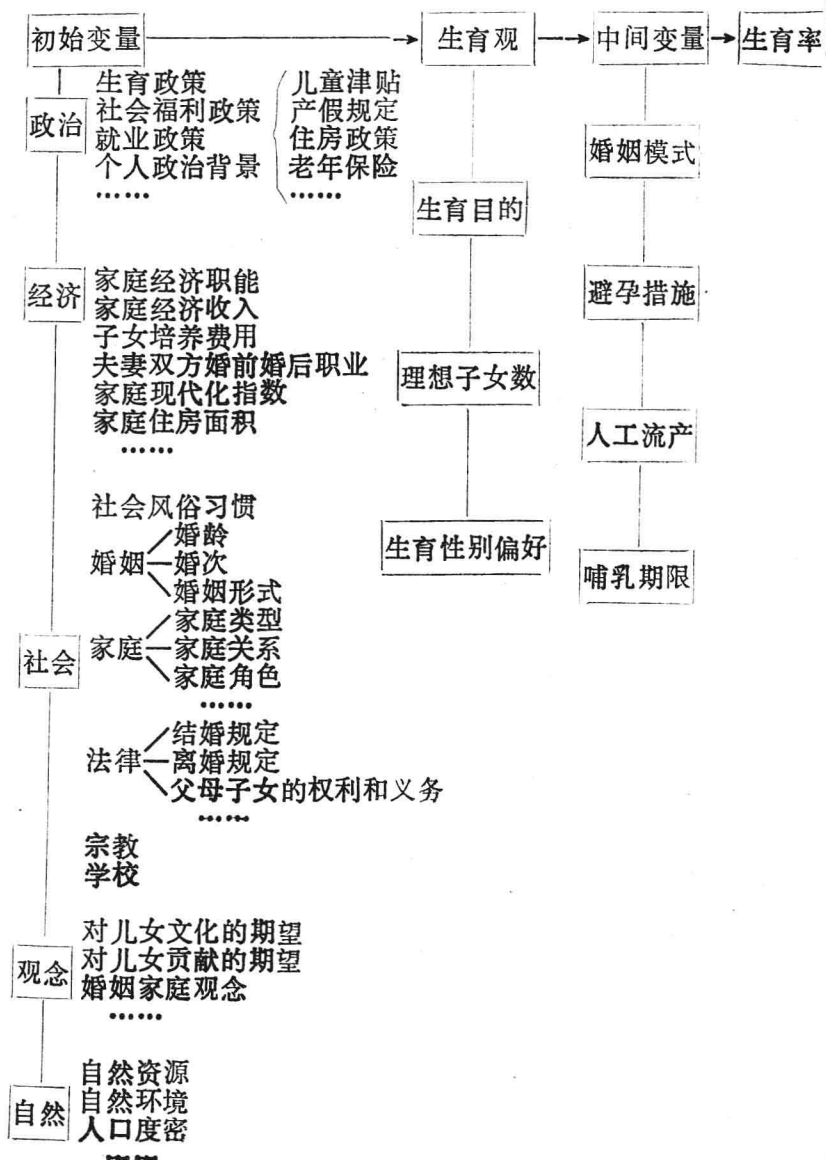 初始变量 生育观 中间变量 生育率
政治
生育政策
社会福利政策
就业政策
个人政治背景
……
儿童津贴
产假规定
住房政策
老年保险
……
经济
家庭经济职能
家庭经济收入
子女培养费用
夫妻双方婚前婚后职业
家庭现代化指数
家庭住房面积
……
社会
社会风俗习惯
婚姻
婚龄
婚次
婚姻形式
家庭
家庭类型
家庭关系
家庭角色
……
法律
结婚规定
离婚规定
父母子女的权利和义务
……
宗教
学校
观念
对儿女文化的期望
对儿女贡献的期望
婚姻家庭观念
……
自然
自然资源
自然环境
人口度密
生育目的
理想子女数
生育性别偏好
婚姻模式
避孕措施
人工流产
哺乳期限